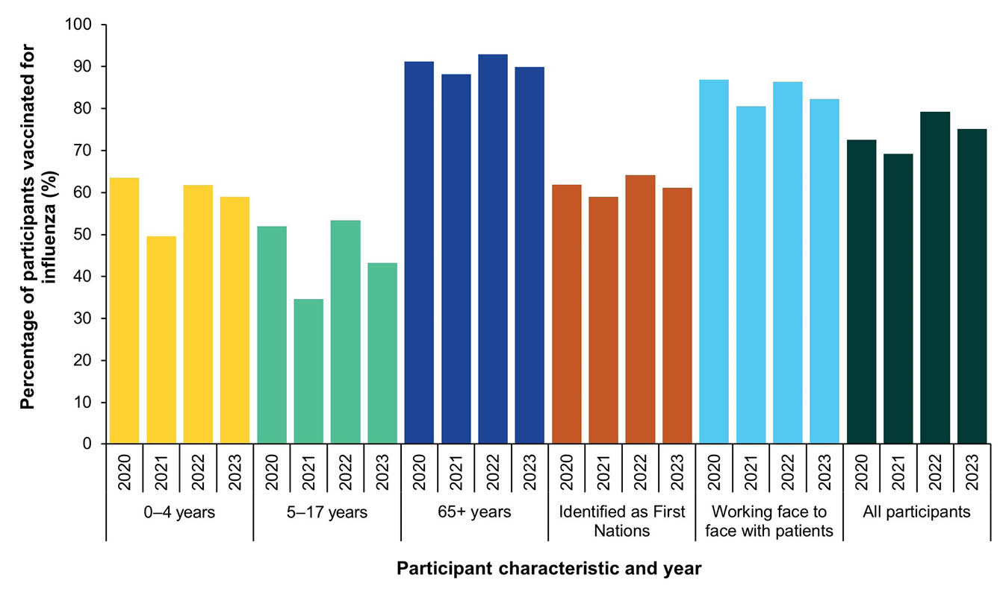 Percentage of participants vaccinated for
influenza (%)
100
90
80
70
60
50
40
30
20
10
0
2020 2021 2022 2023 2020 2021 2022 2023 2020 2021 2022 2023 2020 2021 2022 2023 2020 2021 2022 2023 2020 2021 2022 2023
0–4 years 5–17 years 65+ years Identified as First Working face to All participants
Nations face with patients
Participant characteristic and year